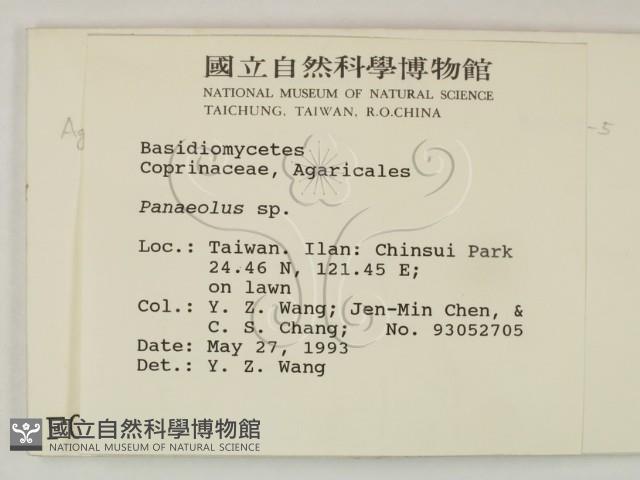 國立自然科學博物館
NATIONAL MUSEUM OF NATURAL SCIENCE
TAICHUNG, TAIWAN, R.O.CHINA
Ag
-5
Basidiomycetes
Coprinaceae, Agaricales
Panaeolus sp.
Loc.: Taiwan. Ilan: Chinsui Park
24.46 N, 121.45 E;
on lawn
Col.: Y. Z. Wang; Jen-Min Chen, &
C. S. Chang; No. 93052705
Date: May 27, 1993
Det.: Y. Z. Wang
國立自然科學博物館
NATIONAL MUSEUM OF NATURAL SCIENCE